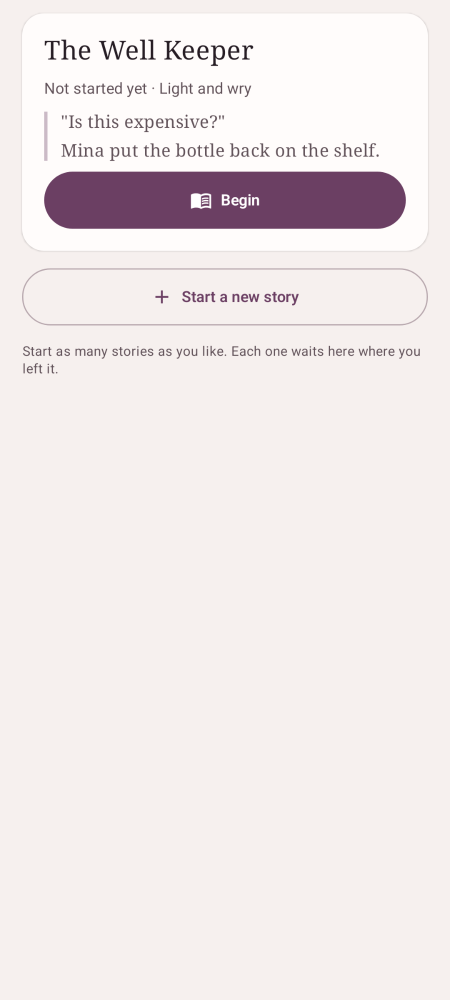 The Well Keeper
Not started yet · Light and wry
"Is this expensive?"
Mina put the bottle back on the shelf.
Begin
Start a new story
Start as many stories as you like. Each one waits here where you
left it.